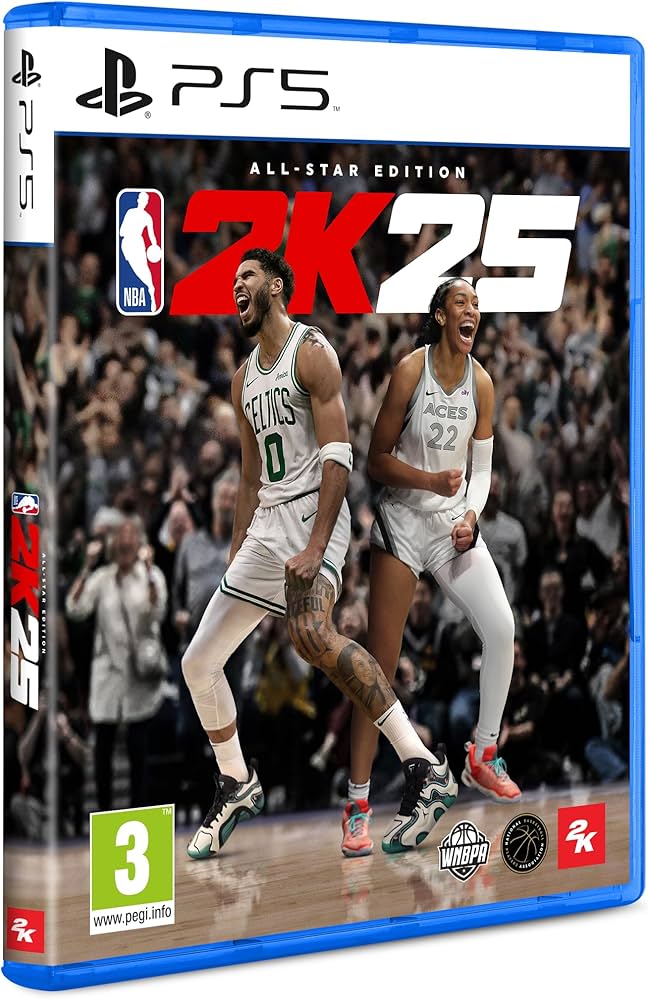 PS5
PS5
ALL-STAR EDITION
NBA
2K25
CELTICS
0
ACES
22
NBA
2K25
ALL-STAR EDITION
3
www.pegi.info
WNBPA
2K
2K